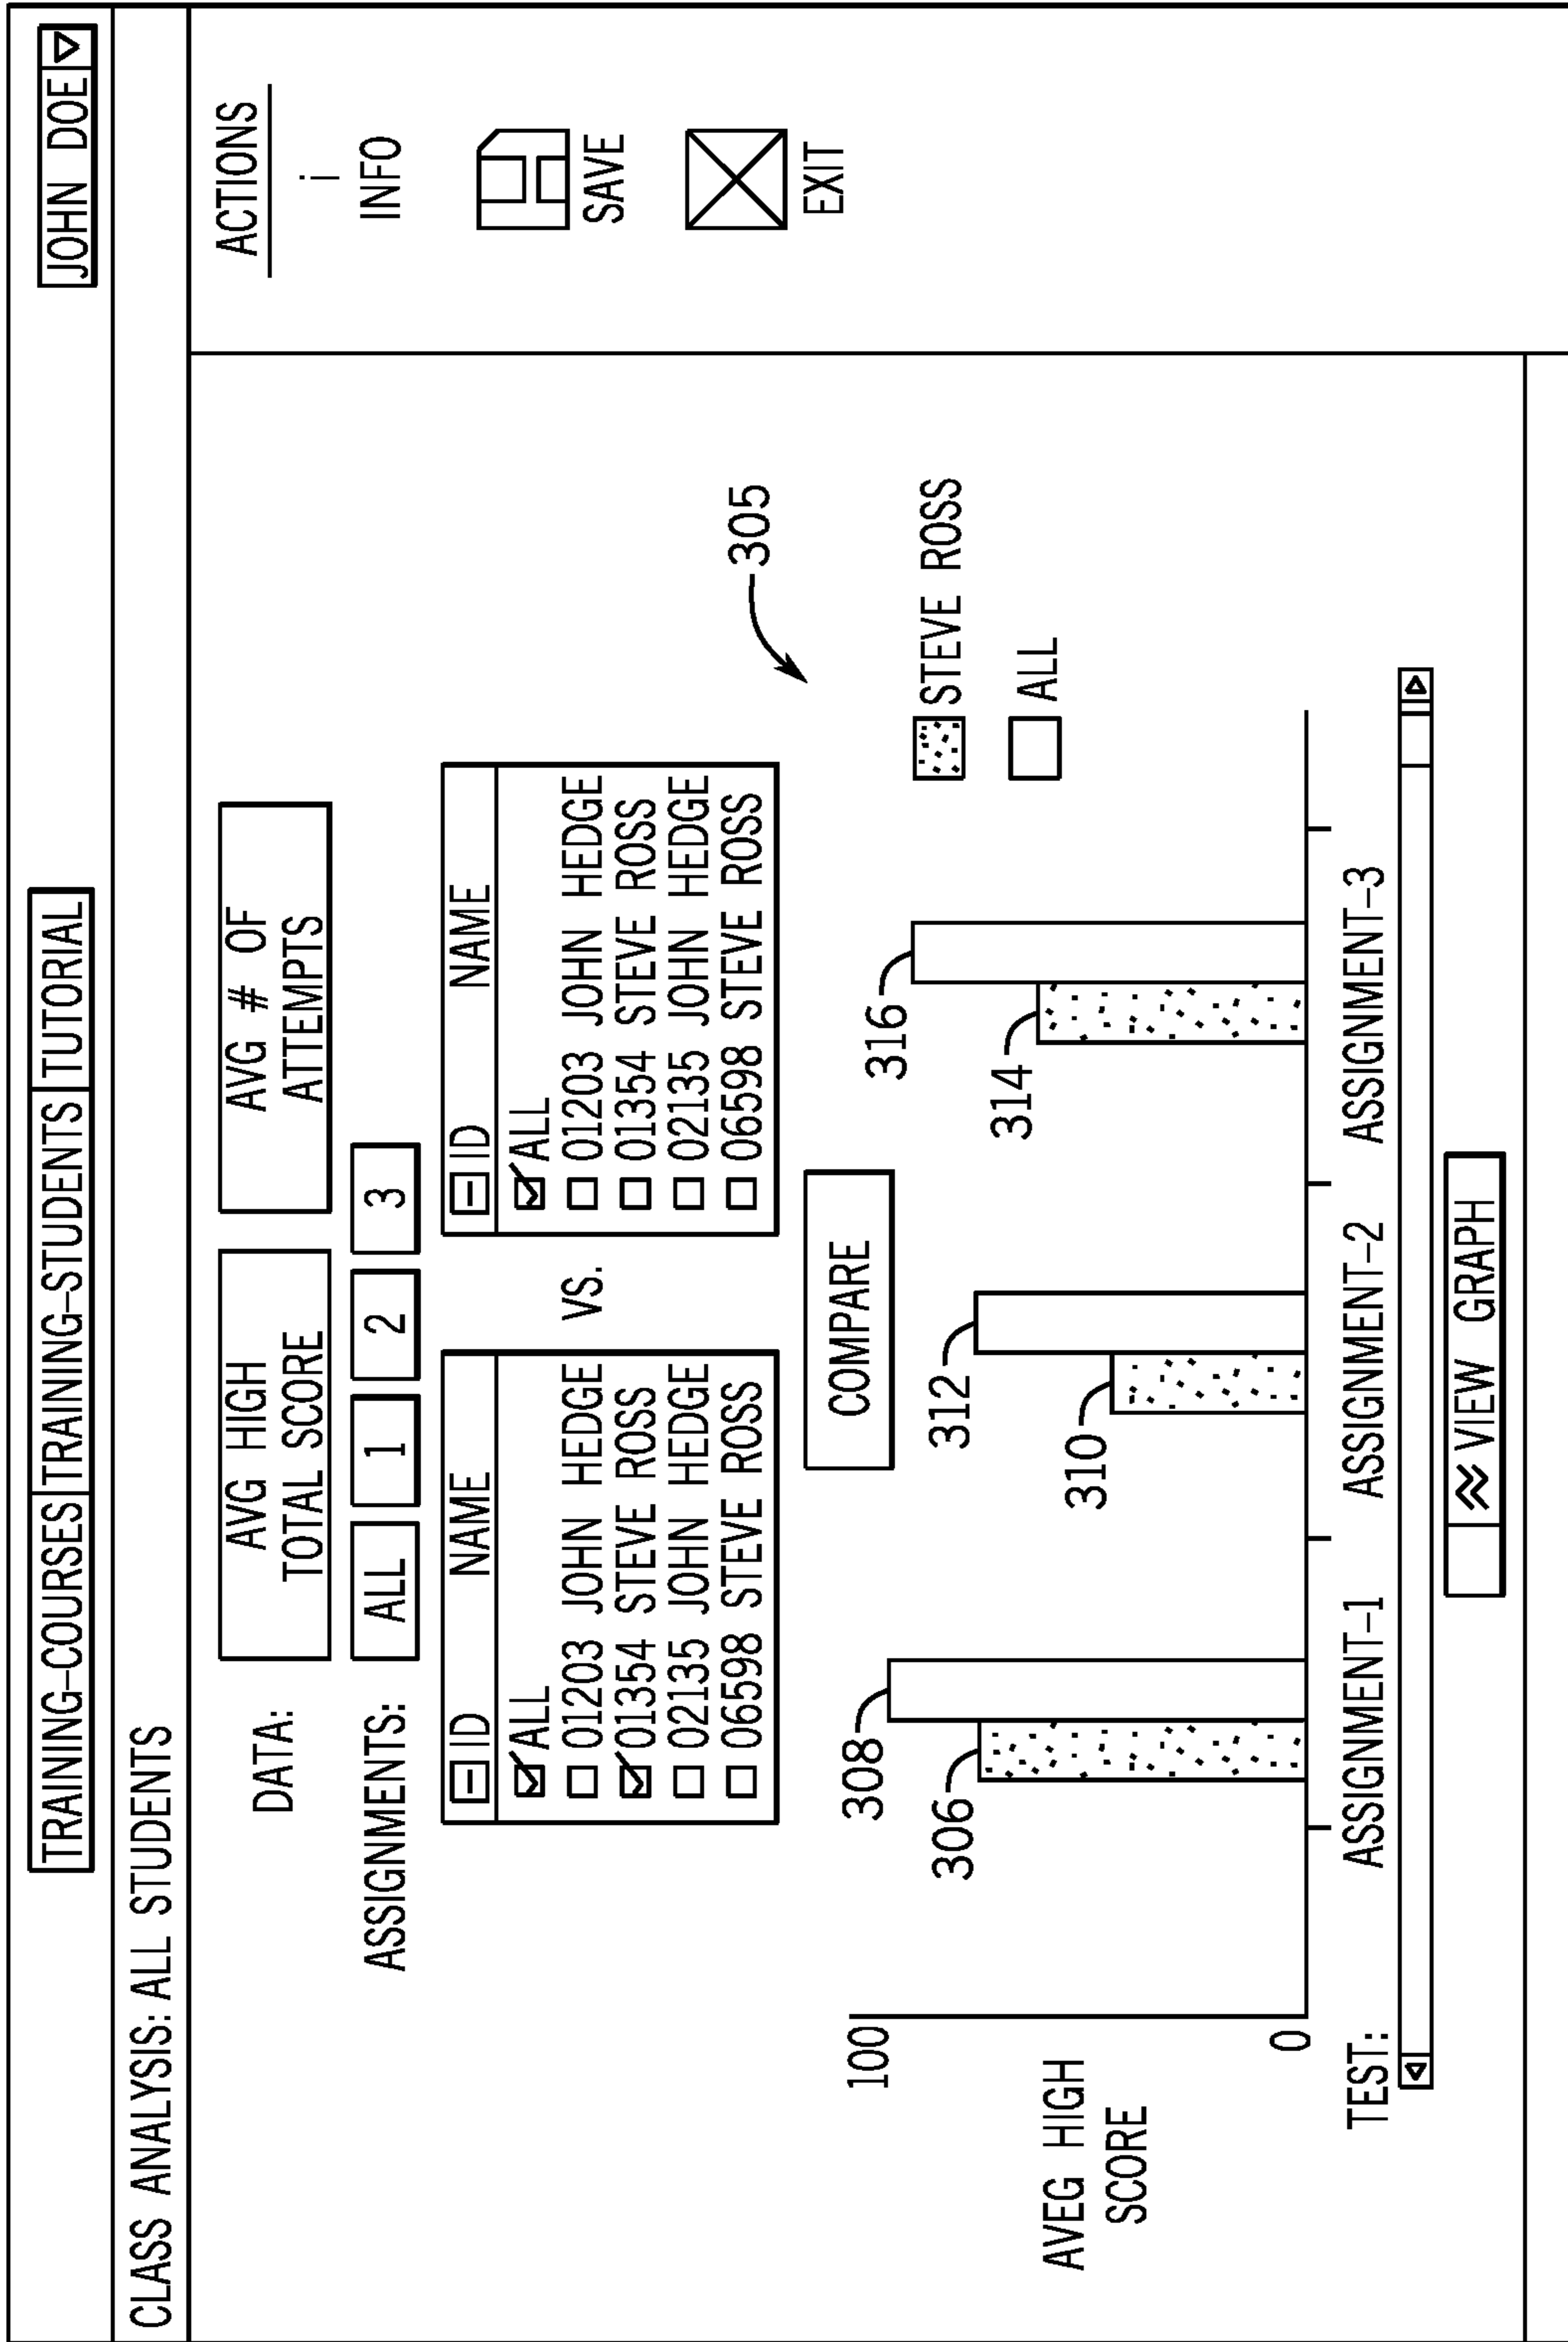 TRAINING–COURSES TRAINING–STUDENTS TUTORIAL
JOHN DOE
CLASS ANALYSIS: ALL STUDENTS
DATA:
AVG HIGH
TOTAL SCORE
AVG # OF
ATTEMPTS
ASSIGNMENTS:
ALL
1
2
3
ID NAME
ALL
01203 JOHN HEDGE
01354 STEVE ROSS
02135 JOHN HEDGE
06598 STEVE ROSS
VS.
ID NAME
ALL
01203 JOHN HEDGE
01354 STEVE ROSS
02135 JOHN HEDGE
06598 STEVE ROSS
COMPARE
305
AVEG HIGH
SCORE
100
0
308
306
312
310
316
314
STEVE ROSS
ALL
TEST:
ASSIGNMENT–1
ASSIGNMENT–2
ASSIGNMENT–3
VIEW GRAPH
ACTIONS
i
INFO
SAVE
EXIT